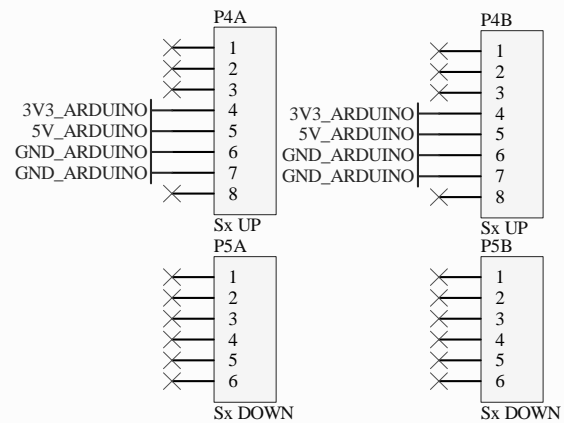 P4A
1
2
3
3V3_ARDUINO 4
5V_ARDUINO 5
GND_ARDUINO 6
GND_ARDUINO 7
8
Sx UP
P4B
1
2
3
3V3_ARDUINO 4
5V_ARDUINO 5
GND_ARDUINO 6
GND_ARDUINO 7
8
Sx UP
P5A
1
2
3
4
5
6
Sx DOWN
P5B
1
2
3
4
5
6
Sx DOWN